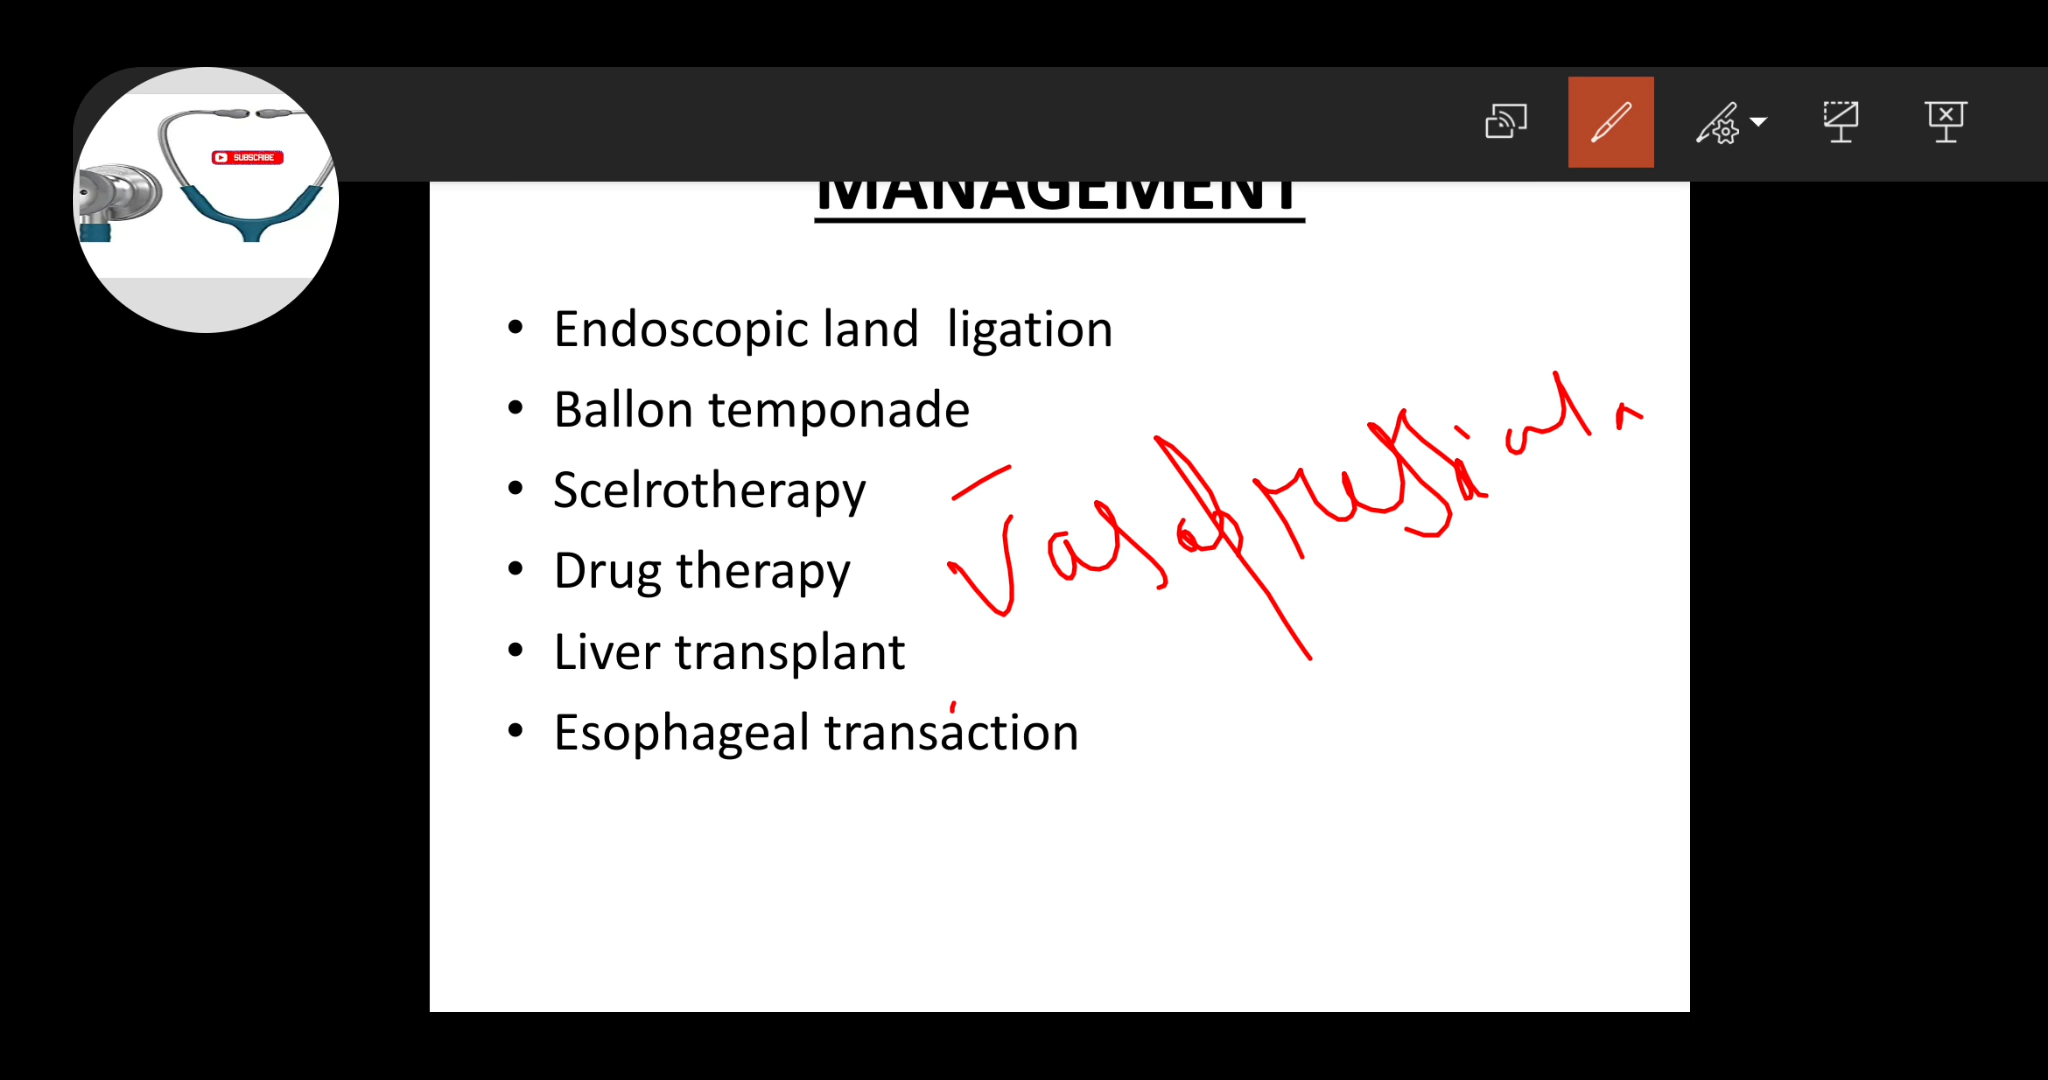 SUBSCRIBE
MANAGEMENT
• Endoscopic land ligation
• Ballon temponade
• Scelrotherapy
• Drug therapy
• Liver transplant
• Esophageal transaction